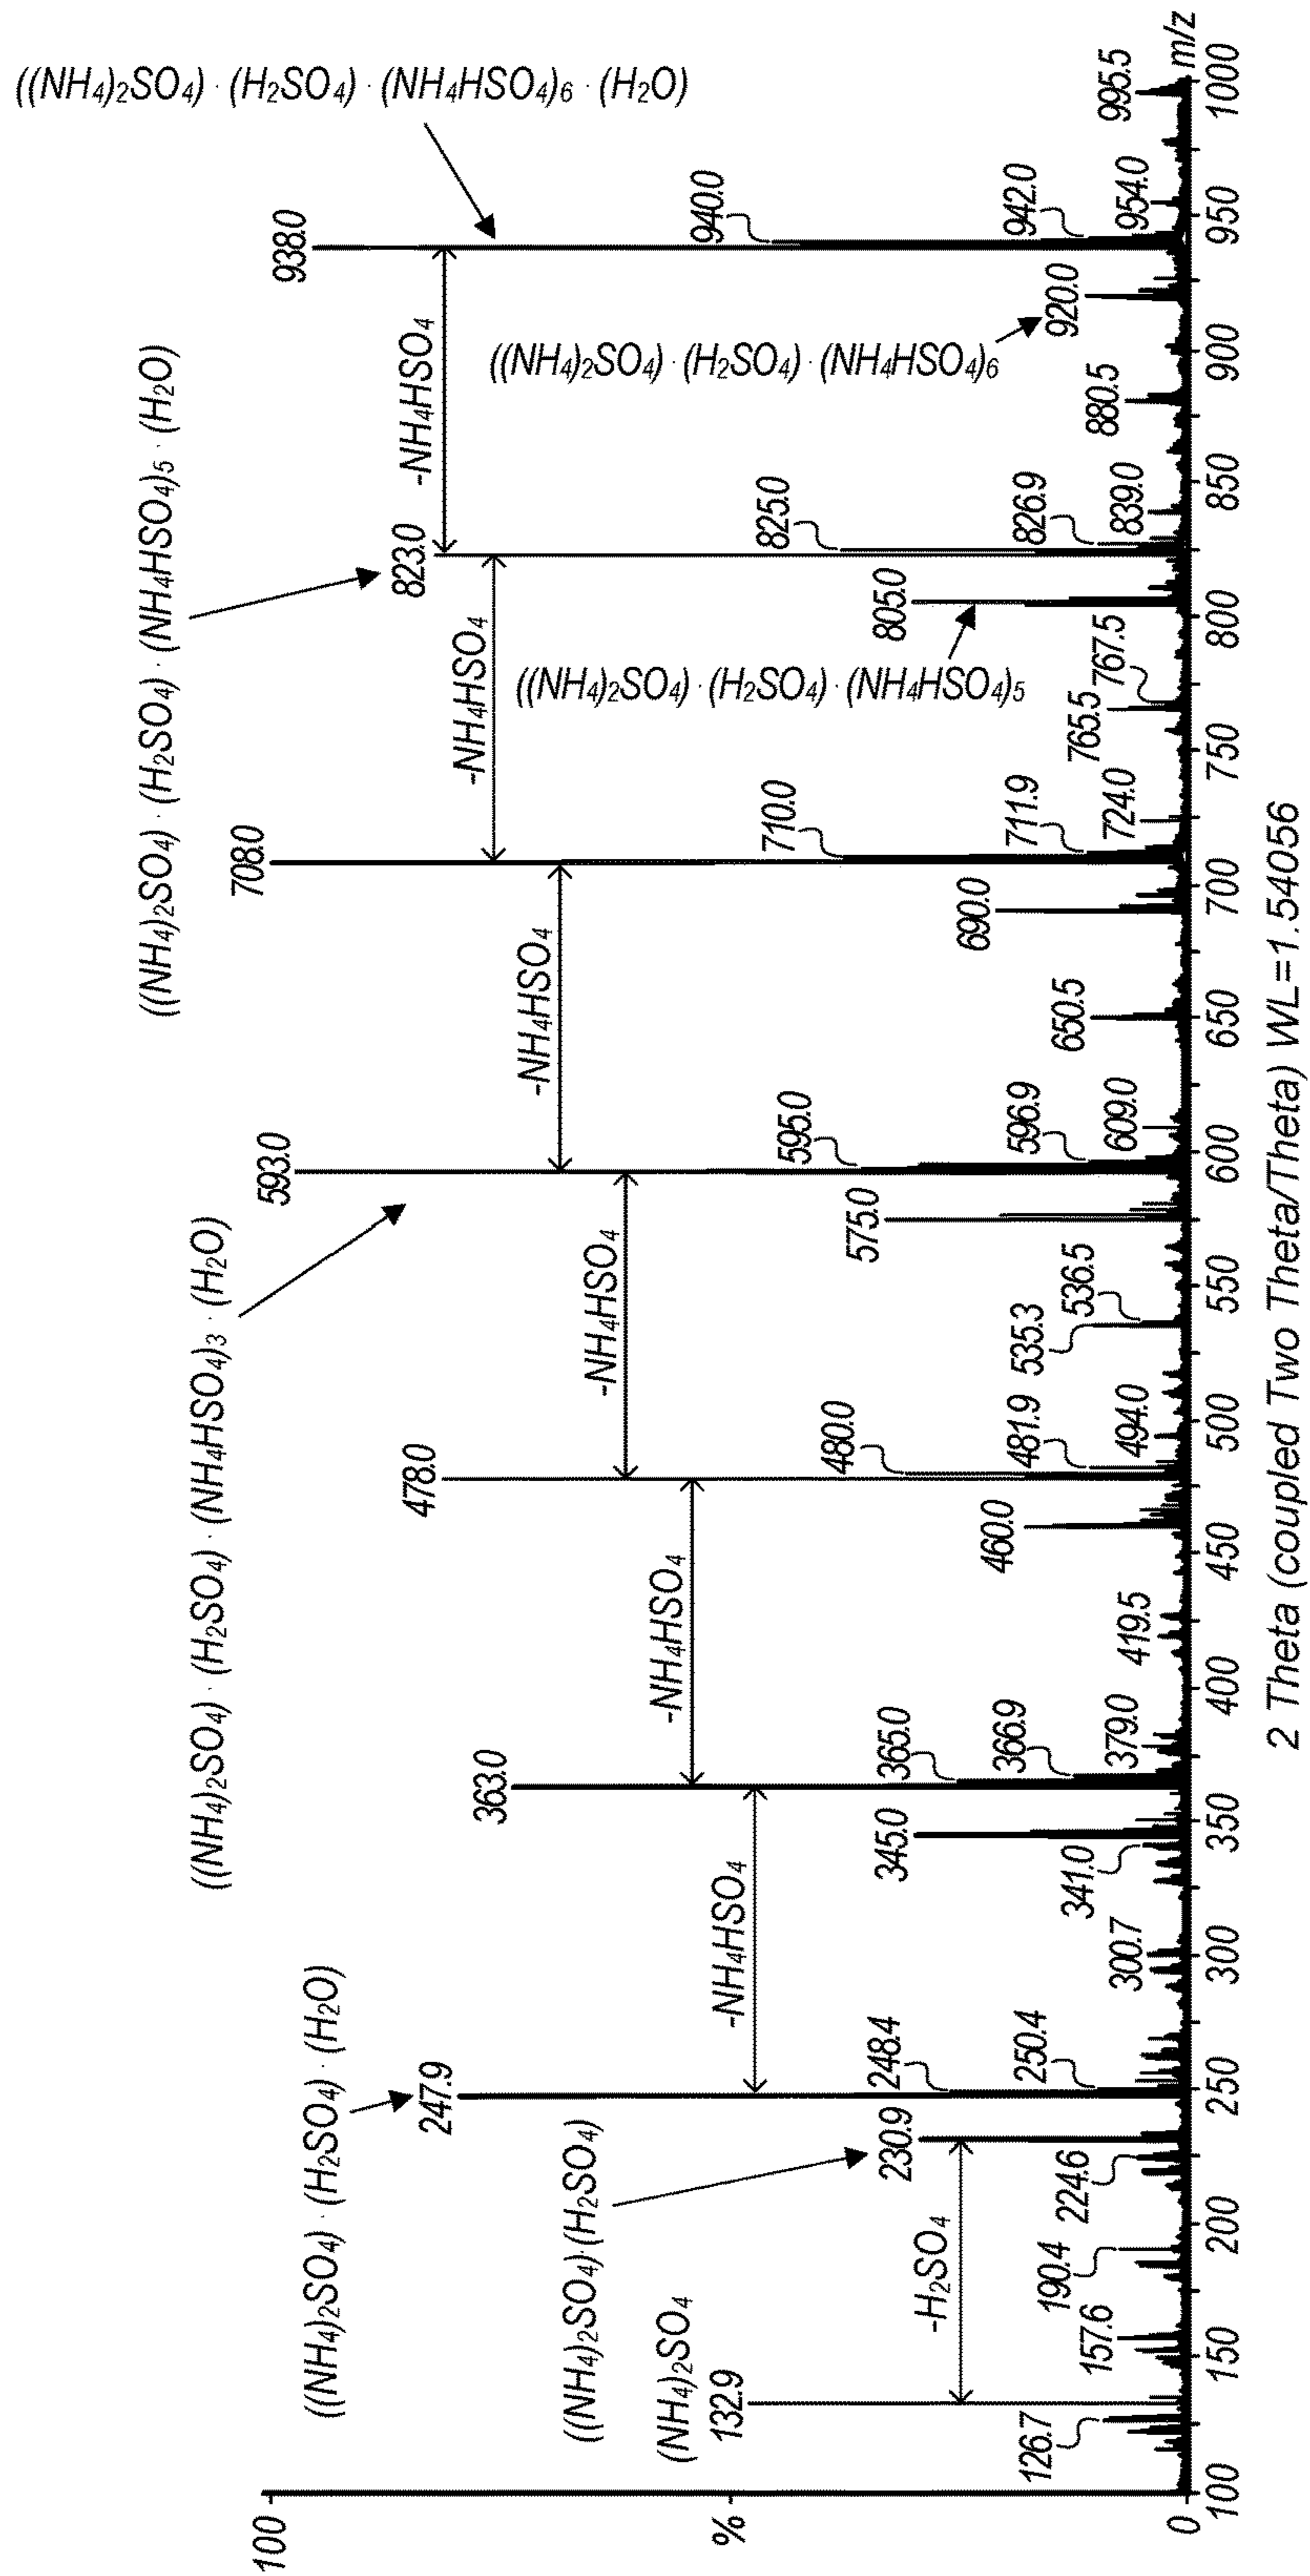 ((NH4)2SO4) · (H2SO4) · (NH4HSO4)6 · (H2O)
((NH4)2SO4) · (H2SO4) · (NH4HSO4)5 · (H2O)
((NH4)2SO4) · (H2SO4) · (NH4HSO4)3 · (H2O)
((NH4)2SO4) · (H2SO4) · (H2O)
((NH4)2SO4)·(H2SO4)
(NH4)2SO4
((NH4)2SO4) · (H2SO4) · (NH4HSO4)5
((NH4)2SO4) · (H2SO4) · (NH4HSO4)6
-H2SO4
-NH4HSO4
-NH4HSO4
-NH4HSO4
-NH4HSO4
-NH4HSO4
-NH4HSO4
100
%
0
126.7
132.9
157.6
190.4
224.6
230.9
247.9
248.4
250.4
300.7
341.0
345.0
363.0
365.0
366.9
379.0
419.5
460.0
478.0
480.0
481.9
494.0
535.3
536.5
575.0
593.0
595.0
596.9
609.0
650.5
690.0
708.0
710.0
711.9
724.0
765.5
767.5
805.0
823.0
825.0
826.9
839.0
880.5
920.0
938.0
940.0
942.0
954.0
995.5
100 150 200 250 300 350 400 450 500 550 600 650 700 750 800 850 900 950 1000
m/z
2 Theta (coupled Two Theta/Theta) WL=1.54056